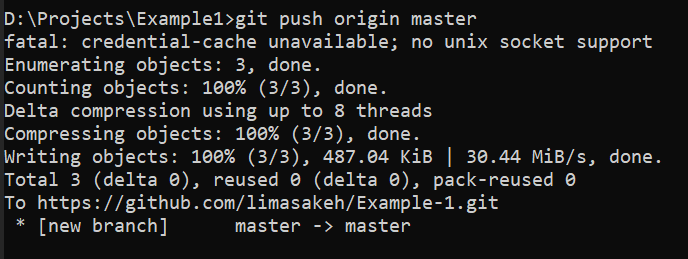 D:\Projects\Example1>git push origin master
fatal: credential-cache unavailable; no unix socket support
Enumerating objects: 3, done.
Counting objects: 100% (3/3), done.
Delta compression using up to 8 threads
Compressing objects: 100% (3/3), done.
Writing objects: 100% (3/3), 487.04 KiB | 30.44 MiB/s, done.
Total 3 (delta 0), reused 0 (delta 0), pack-reused 0
To https://github.com/limasakeh/Example-1.git
 * [new branch]      master -> master